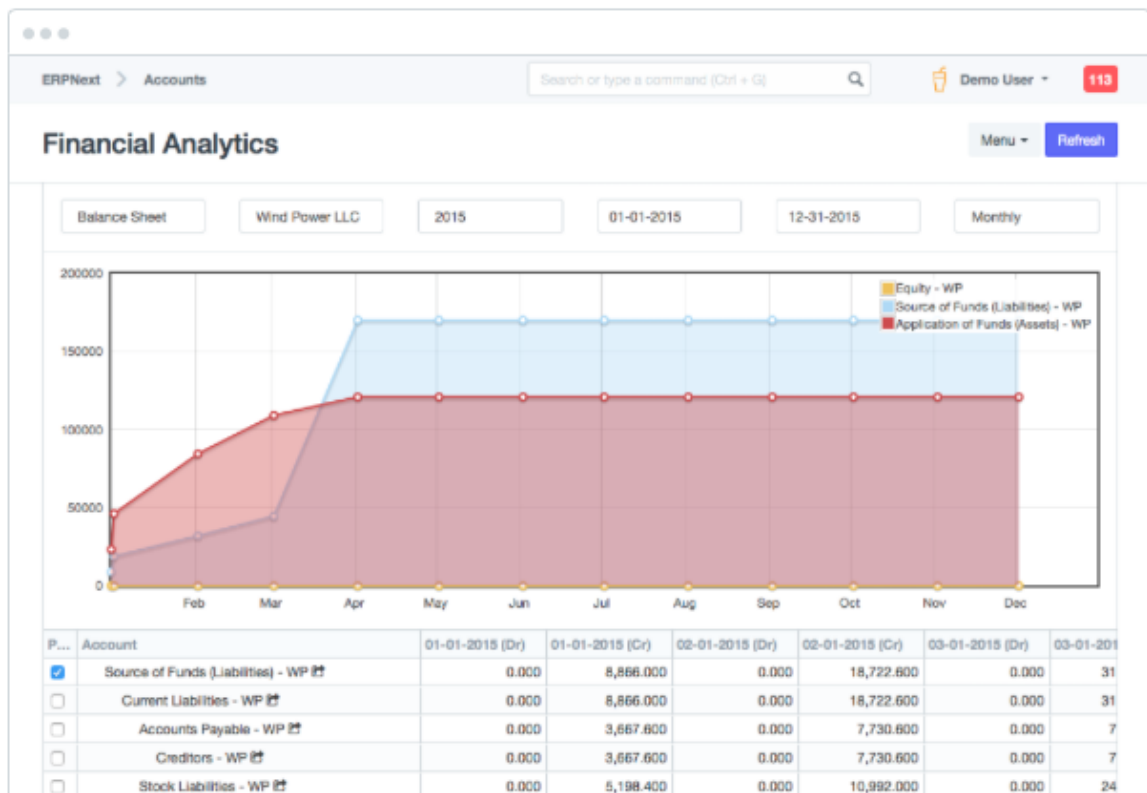 ERPNext > Accounts
Search or type a command (Ctrl + G)
Demo User
113
Financial Analytics
Menu
Refresh
Balance Sheet
Wind Power LLC
2015
01-01-2015
12-31-2015
Monthly
200000
150000
100000
50000
0
Equity - WP
Source of Funds (Liabilities) - WP
Application of Funds (Assets) - WP
Feb Mar Apr May Jun Jul Aug Sep Oct Nov Dec
P... Account 01-01-2015 (Dr) 01-01-2015 (Cr) 02-01-2015 (Dr) 02-01-2015 (Cr) 03-01-2015 (Dr) 03-01-201
Source of Funds (Liabilities) - WP 0.000 8,866.000 0.000 18,722.600 0.000 31
Current Liabilities - WP 0.000 8,866.000 0.000 18,722.600 0.000 31
Accounts Payable - WP 0.000 3,667.600 0.000 7,730.600 0.000 7
Creditors - WP 0.000 3,667.600 0.000 7,730.600 0.000 7
Stock Liabilities - WP 0.000 5,198.400 0.000 10,992.000 0.000 24